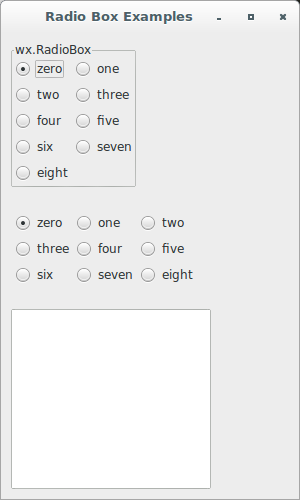 Radio Box Examples
wx.RadioBox
zero one
two three
four five
six seven
eight
zero one two
three four five
six seven eight